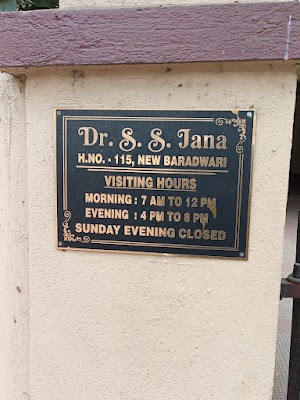 Dr. S. S. Jana
H.NO. - 115, NEW BARADWARI
VISITING HOURS
MORNING : 7 AM TO 12 PM
EVENING : 4 PM TO 8 PM
SUNDAY EVENING CLOSED